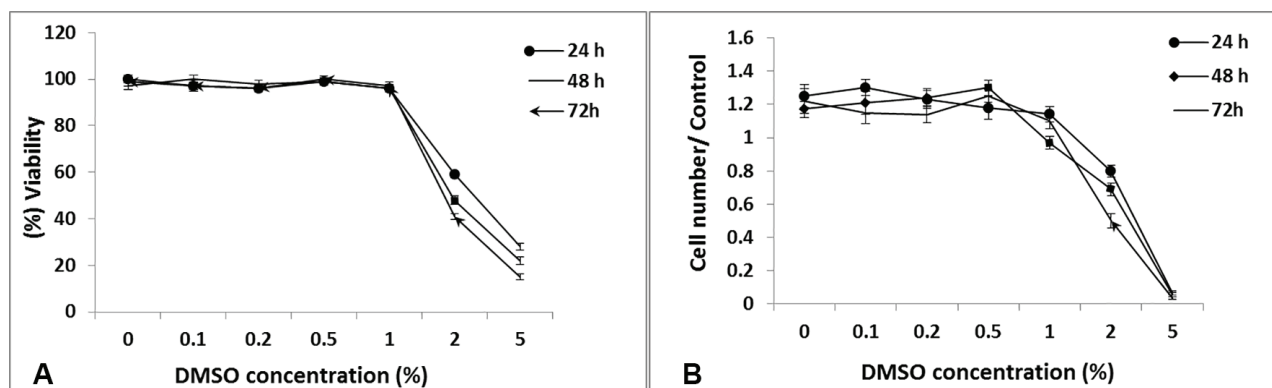 120
100
80
60
40
20
0
(%) Viability
24 h
48 h
72h
0 0.1 0.2 0.5 1 2 5
DMSO concentration (%)
A
1.6
1.4
1.2
1
0.8
0.6
0.4
0.2
0
Cell number/ Control
24 h
48 h
72h
0 0.1 0.2 0.5 1 2 5
DMSO concentration (%)
B